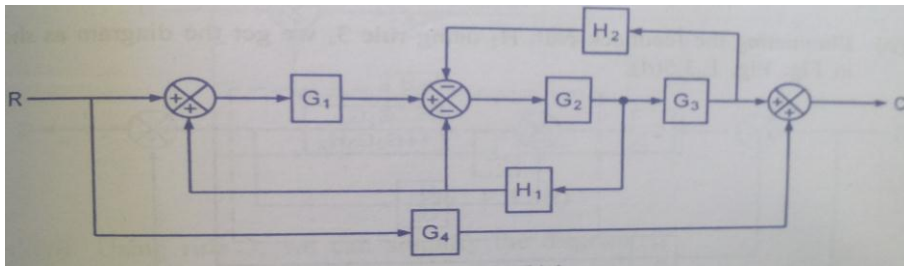 H₂
R
+
+
G₁
+
−
−
G₂
G₃
+
+
C
H₁
G₄